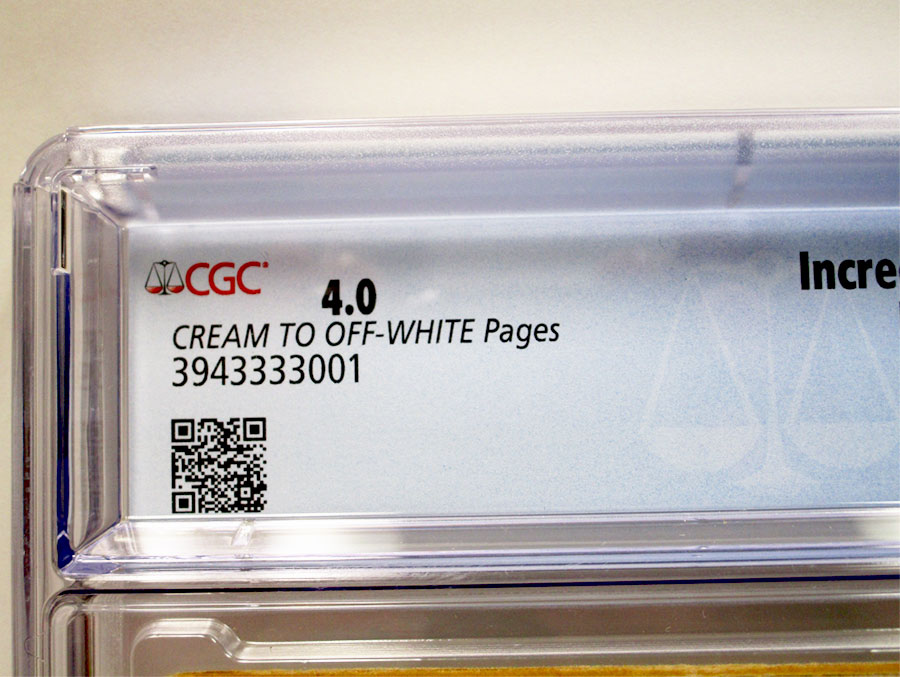 CGC
4.0
Incre
CREAM TO OFF-WHITE Pages
3943333001